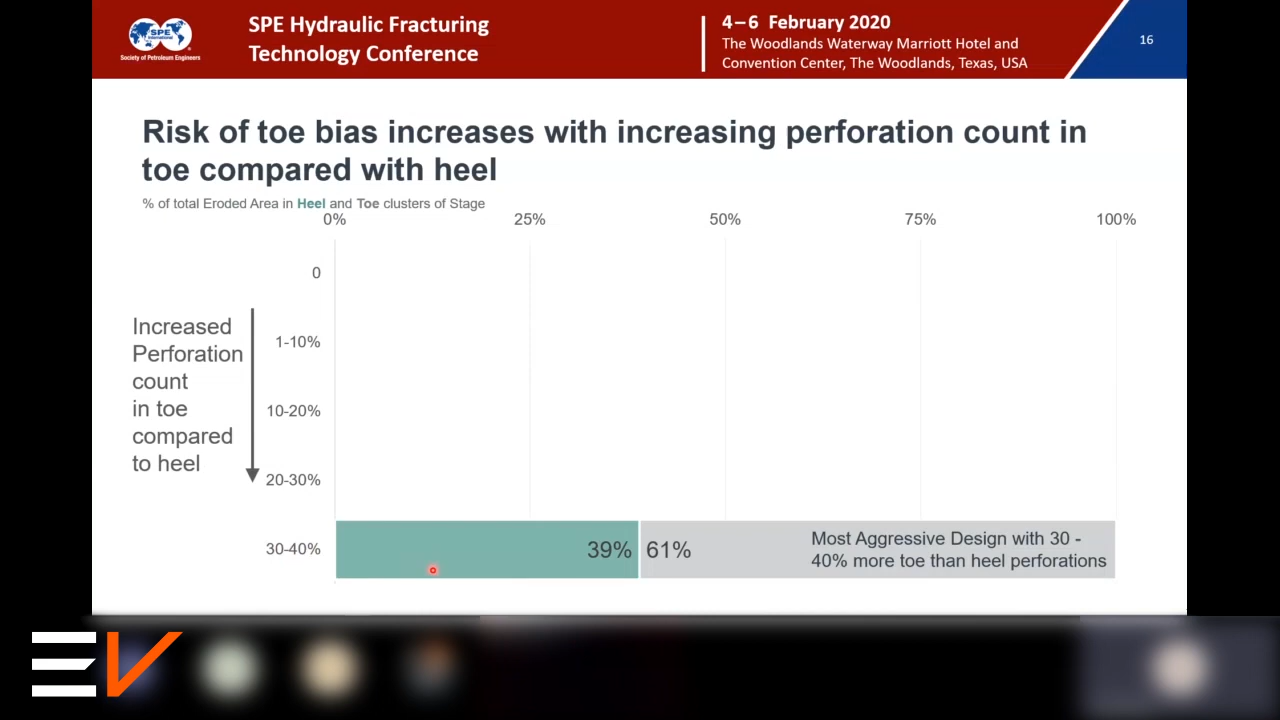 SPE
International
Society of Petroleum Engineers
SPE Hydraulic Fracturing
Technology Conference
4–6 February 2020
The Woodlands Waterway Marriott Hotel and
Convention Center, The Woodlands, Texas, USA
16
Risk of toe bias increases with increasing perforation count in
toe compared with heel
% of total Eroded Area in Heel and Toe clusters of Stage
0% 25% 50% 75% 100%
Increased
Perforation
count
in toe
compared
to heel
0
1-10%
10-20%
20-30%
30-40%
39% 61%
Most Aggressive Design with 30 -
40% more toe than heel perforations
EV